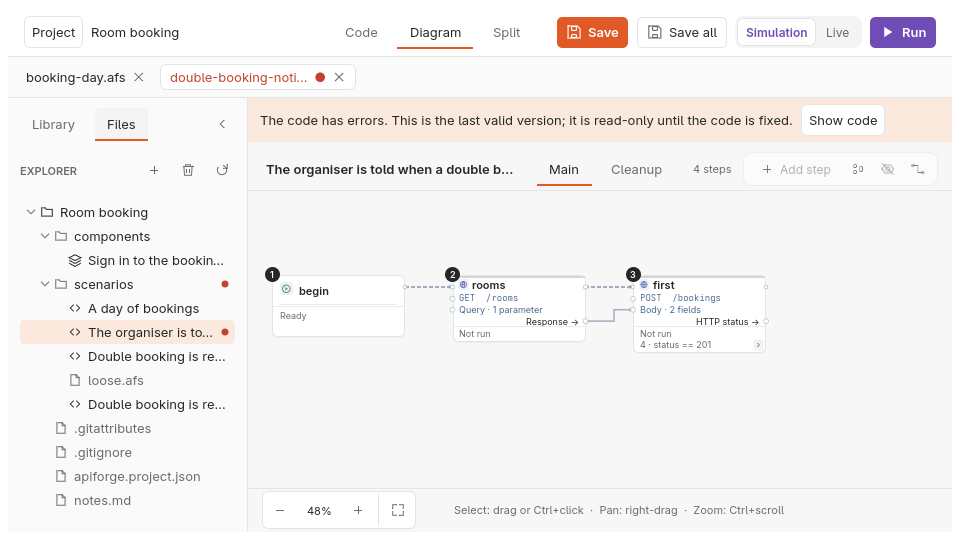 Project Room booking Code Diagram Split Save Save all Simulation Live Run
booking-day.afs double-booking-noti...
Library Files
The code has errors. This is the last valid version; it is read-only until the code is fixed. Show code
EXPLORER
The organiser is told when a double b... Main Cleanup 4 steps Add step
Room booking
components
Sign in to the bookin...
scenarios
A day of bookings
The organiser is to...
Double booking is re...
loose.afs
Double booking is re...
.gitattributes
.gitignore
apiforge.project.json
notes.md
1
begin
Ready
2
rooms
GET /rooms
Query · 1 parameter
Response →
Not run
3
first
POST /bookings
Body · 2 fields
HTTP status →
Not run
4 · status == 201
48%
Select: drag or Ctrl+click · Pan: right-drag · Zoom: Ctrl+scroll